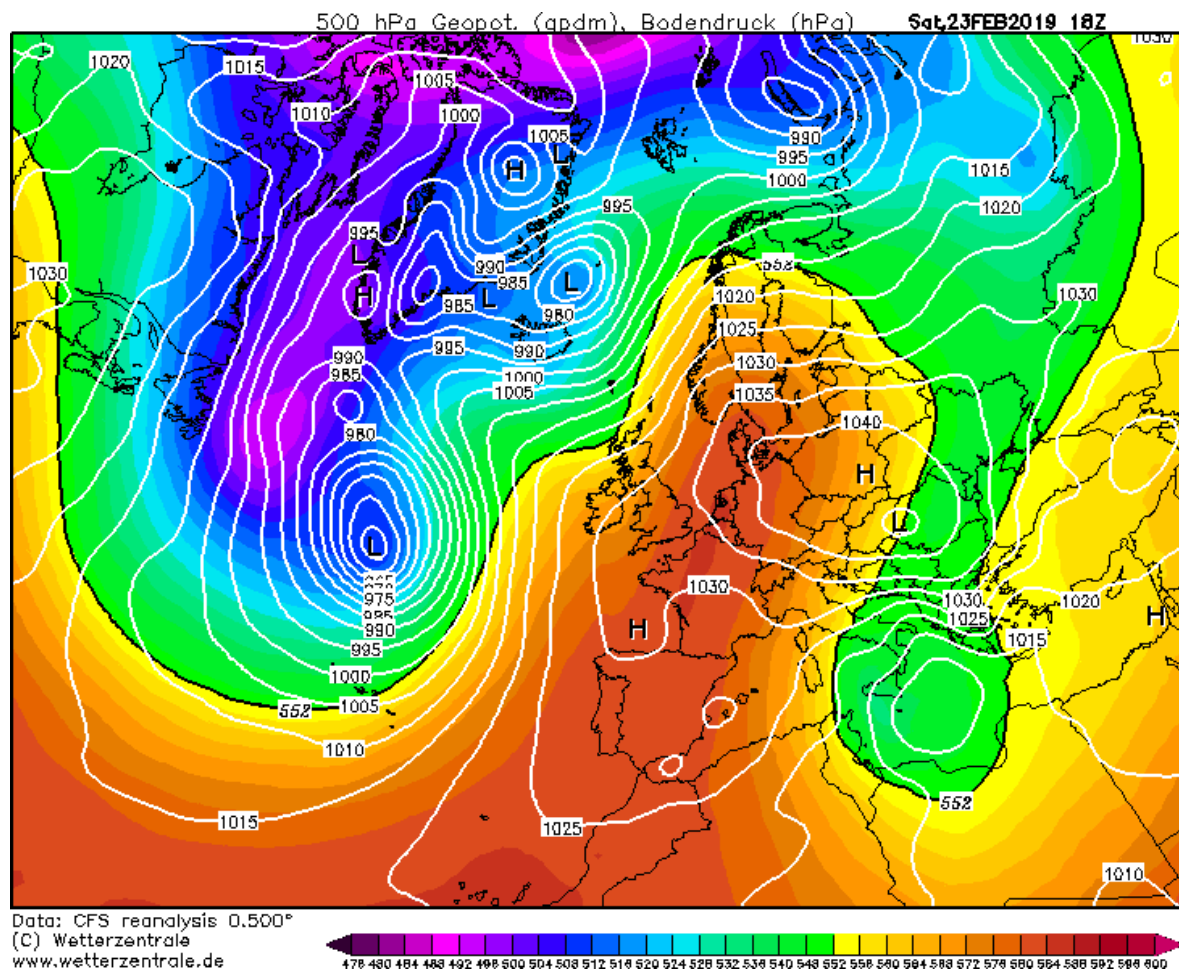 500 hPa Geopot. (gpdm), Bodendruck (hPa) Sat,23FEB2019 18Z
1030
1020 1015 1005
1010 1000
1005 L
990
H 995
1015
1000
1020
995 995
L
1030 990 1030
H L 985 L 552
985 1020
980
1025
990 995 990 1030
985 1000 1035
1005
980 1040
H
L
L
975 1030 1030 1020
985 1025 H
990 H 1015
995
1000
552 1005
1010
552
1015 1025
1010
Data: CFS reanalysis 0.500°
(C) Wetterzentrale
www.wetterzentrale.de
476 480 484 488 492 496 500 504 508 512 516 520 524 528 532 536 540 544 548 552 556 560 564 568 572 576 580 584 588 592 596 600